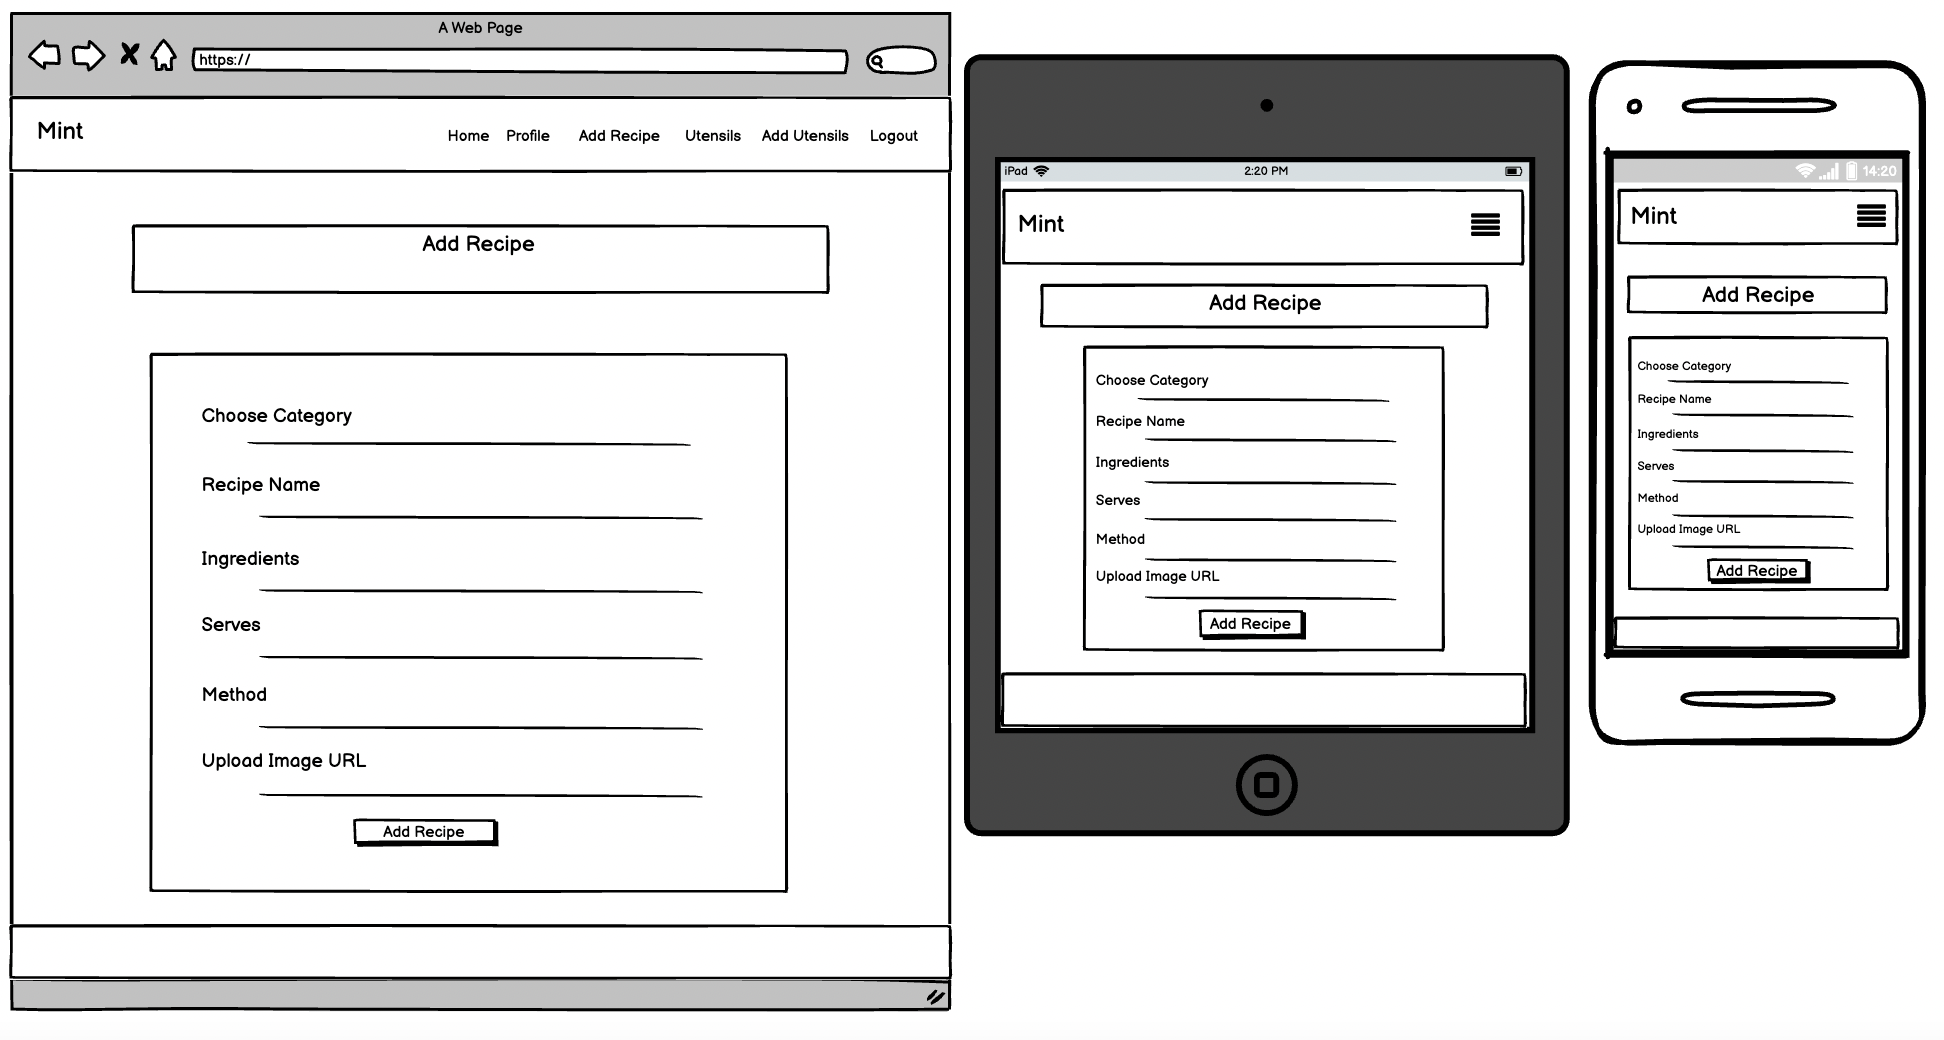 A Web Page
https://
Mint
Home Profile Add Recipe Utensils Add Utensils Logout
Add Recipe
Choose Category
Recipe Name
Ingredients
Serves
Method
Upload Image URL
Add Recipe
iPad 2:20 PM
Mint
Add Recipe
Choose Category
Recipe Name
Ingredients
Serves
Method
Upload Image URL
Add Recipe
14:20
Mint
Add Recipe
Choose Category
Recipe Name
Ingredients
Serves
Method
Upload Image URL
Add Recipe